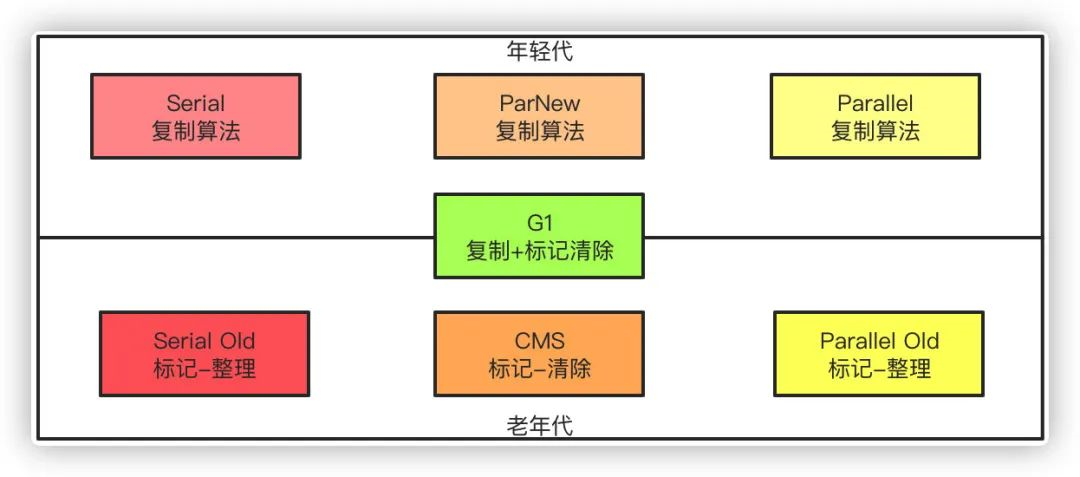 年轻代
Serial
复制算法
ParNew
复制算法
Parallel
复制算法
G1
复制+标记清除
Serial Old
标记-整理
CMS
标记-清除
Parallel Old
标记-整理
老年代